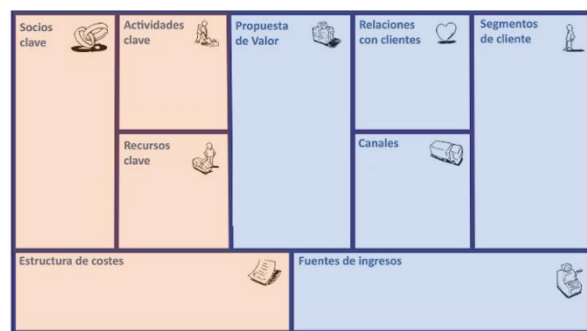 Socios
clave
Actividades
clave
Recursos
clave
Propuesta
de Valor
Relaciones
con clientes
Canales
Segmentos
de cliente
Estructura de costes
Fuentes de ingresos